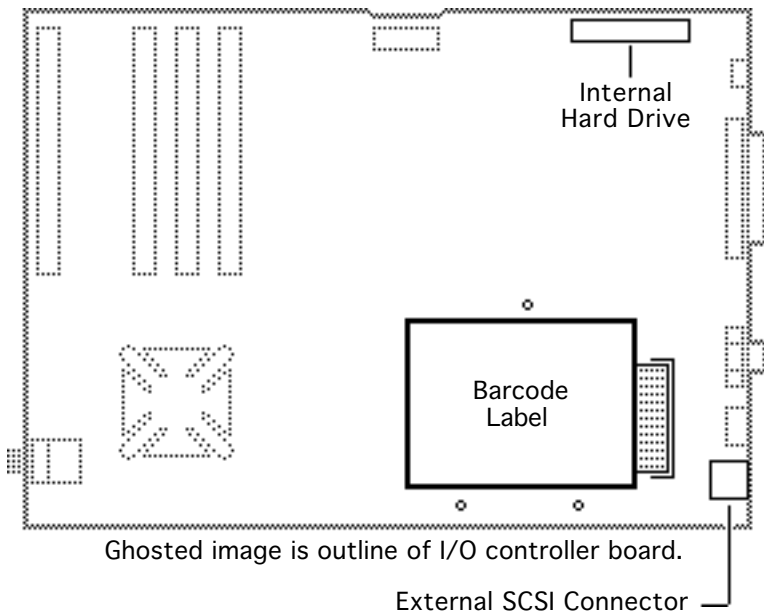 Internal
Hard Drive
Barcode
Label
Ghosted image is outline of I/O controller board.
External SCSI Connector